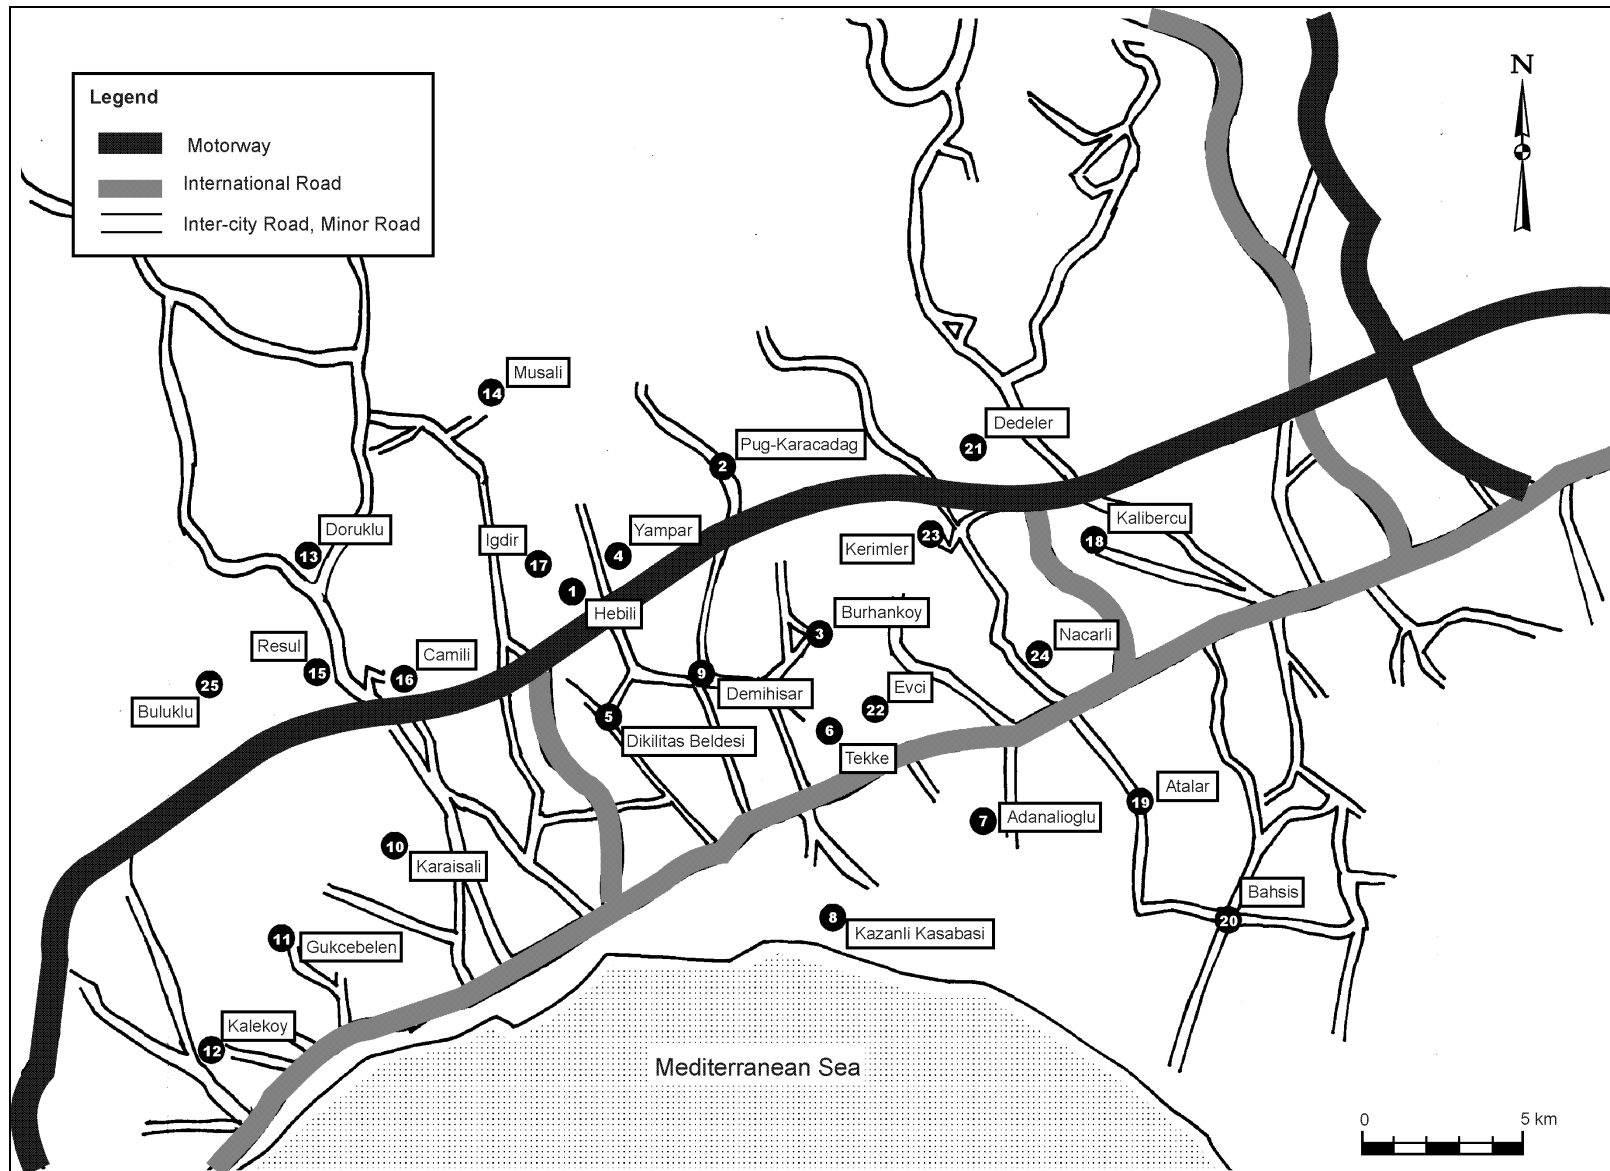 N
Legend
Motorway
International Road
Inter-city Road, Minor Road
14
Musali
2
Pug-Karacadag
21
Dedeler
13
Doruklu
Igdir
17
4
Yampar
Kerimler
23
18
Kalibercu
1
Hebili
3
Burhankoy
Resul
15
16
Camili
25
Buluklu
9
Demihisar
24
Nacarli
5
Dikilitas Beldesi
22
Evci
6
Tekke
7
Adanalioglu
19
Atalar
10
Karaisali
20
Bahsis
8
Kazanli Kasabasi
11
Gukcebelen
12
Kalekoy
Mediterranean Sea
0 5 km